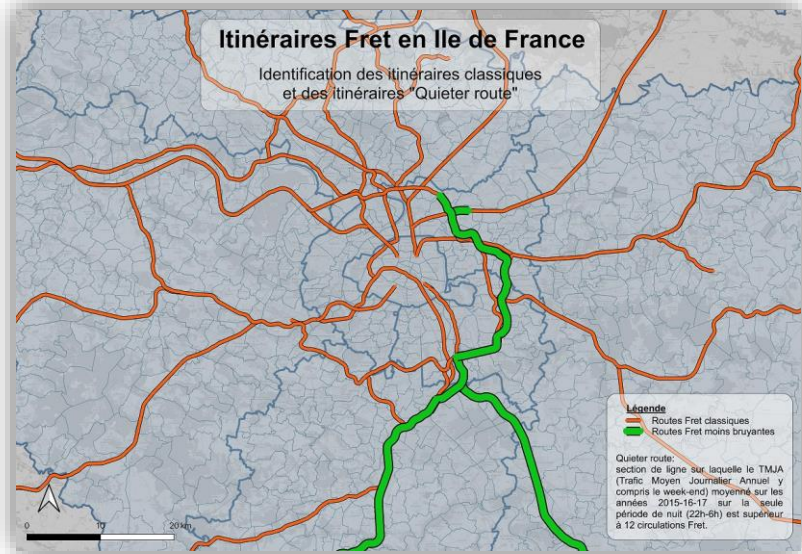 Itinéraires Fret en Ile de France
Identification des itinéraires classiques
et des itinéraires "Quieter route"
Légende
Routes Fret classiques
Routes Fret moins bruyantes
Quieter route:
section de ligne sur laquelle le TMJA
(Trafic Moyen Journalier Annuel y
compris le week-end) moyenné sur les
années 2015-16-17 sur la seule
période de nuit (22h-6h) est supérieur
à 12 circulations Fret.
0 10 20 km